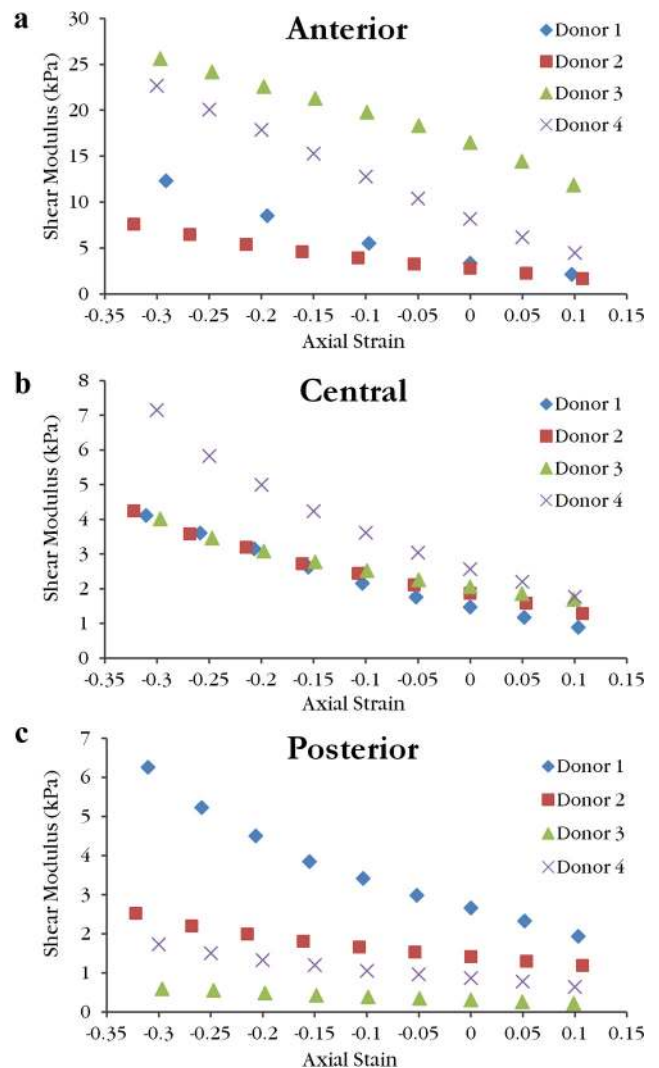 a
Anterior
Shear Modulus (kPa)
30
25
20
15
10
5
0
-0.35 -0.3 -0.25 -0.2 -0.15 -0.1 -0.05 0 0.05 0.1 0.15
Axial Strain
Donor 1
Donor 2
Donor 3
Donor 4
b
Central
Shear Modulus (kPa)
8
7
6
5
4
3
2
1
0
-0.35 -0.3 -0.25 -0.2 -0.15 -0.1 -0.05 0 0.05 0.1 0.15
Axial Strain
Donor 1
Donor 2
Donor 3
Donor 4
c
Posterior
Shear Modulus (kPa)
7
6
5
4
3
2
1
0
-0.35 -0.3 -0.25 -0.2 -0.15 -0.1 -0.05 0 0.05 0.1 0.15
Axial Stain
Donor 1
Donor 2
Donor 3
Donor 4